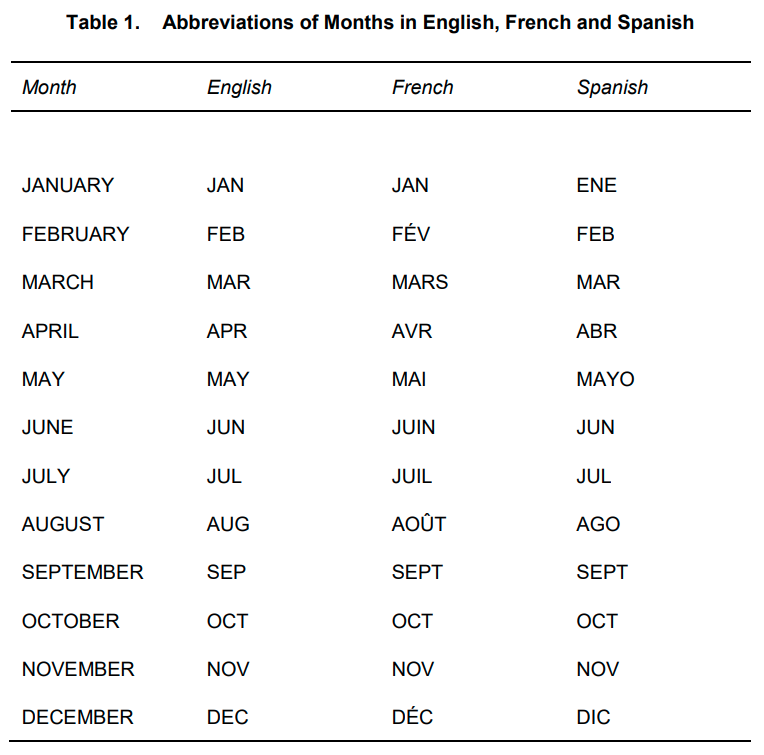 Table 1. Abbreviations of Months in English, French and Spanish
Month English French Spanish
JANUARY JAN JAN ENE
FEBRUARY FEB FÉV FEB
MARCH MAR MARS MAR
APRIL APR AVR ABR
MAY MAY MAI MAYO
JUNE JUN JUIN JUN
JULY JUL JUIL JUL
AUGUST AUG AOÛT AGO
SEPTEMBER SEP SEPT SEPT
OCTOBER OCT OCT OCT
NOVEMBER NOV NOV NOV
DECEMBER DEC DÉC DIC